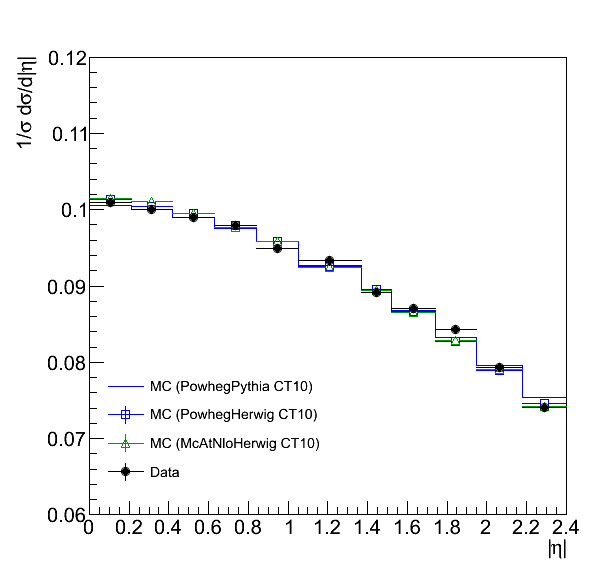 1/σ dσ/d|η|
0.12
0.11
0.1
0.09
0.08
0.07
0.06
MC (PowhegPythia CT10)
MC (PowhegHerwig CT10)
MC (McAtNloHerwig CT10)
Data
0 0.2 0.4 0.6 0.8 1 1.2 1.4 1.6 1.8 2 2.2 2.4
|η|